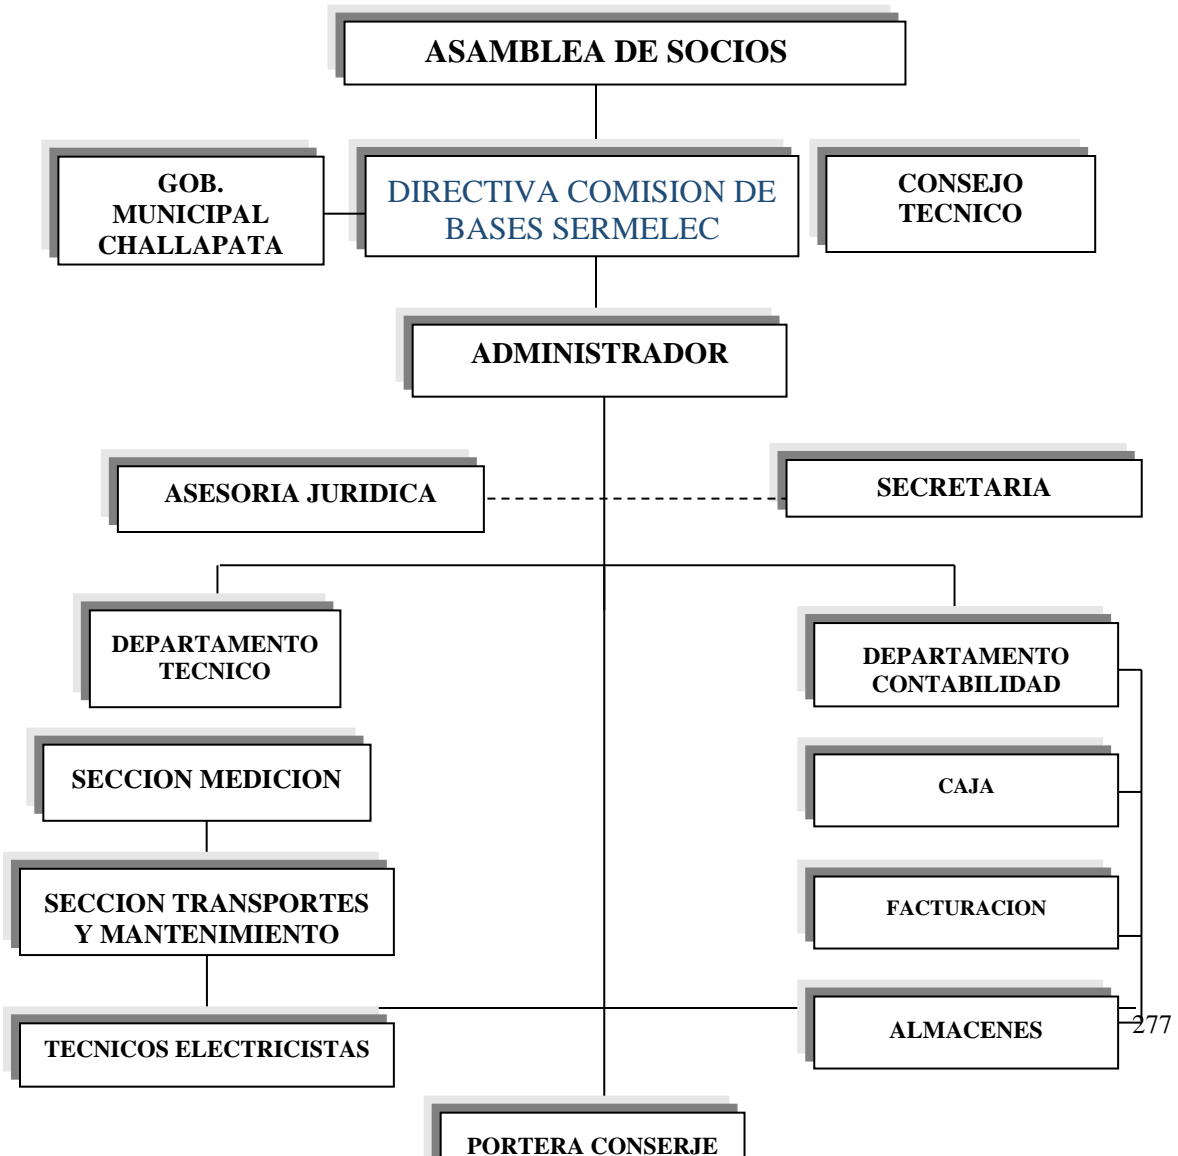 ASAMBLEA DE SOCIOS
GOB.
MUNICIPAL
CHALLAPATA
DIRECTIVA COMISION DE
BASES SERMELEC
CONSEJO
TECNICO
ADMINISTRADOR
ASESORIA JURIDICA
SECRETARIA
DEPARTAMENTO
TECNICO
DEPARTAMENTO
CONTABILIDAD
SECCION MEDICION
CAJA
SECCION TRANSPORTES
Y MANTENIMIENTO
FACTURACION
TECNICOS ELECTRICISTAS
ALMACENES
277
PORTERA CONSERJE